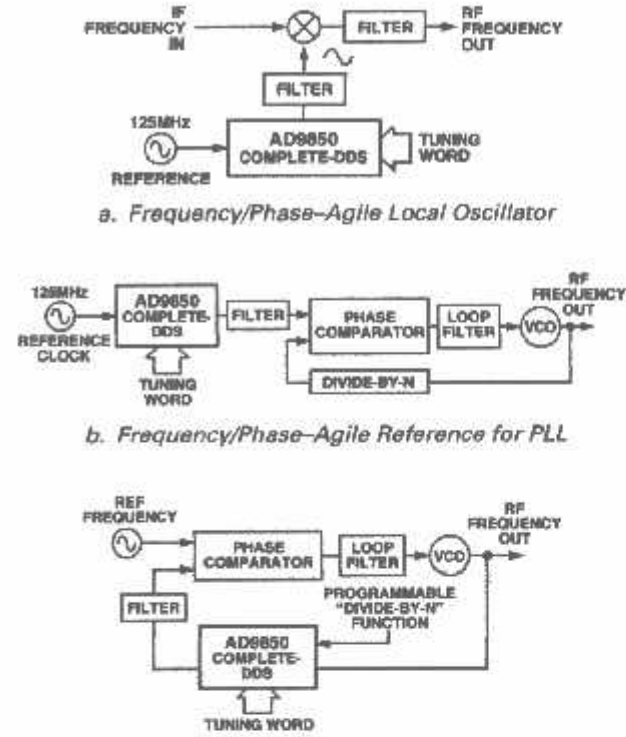 IF
FREQUENCY
IN
FILTER
RF
FREQUENCY
OUT
FILTER
125MHz
REFERENCE
AD9850
COMPLETE-DDS
TUNING
WORD
a. Frequency/Phase–Agile Local Oscillator
125MHz
REFERENCE
CLOCK
AD9850
COMPLETE-
DDS
TUNING
WORD
FILTER
PHASE
COMPARATOR
LOOP
FILTER
VCO
RF
FREQUENCY
OUT
DIVIDE-BY-N
b. Frequency/Phase–Agile Reference for PLL
REF
FREQUENCY
PHASE
COMPARATOR
LOOP
FILTER
VCO
RF
FREQUENCY
OUT
FILTER
PROGRAMMABLE
"DIVIDE-BY-N"
FUNCTION
AD9850
COMPLETE-
DDS
TUNING WORD